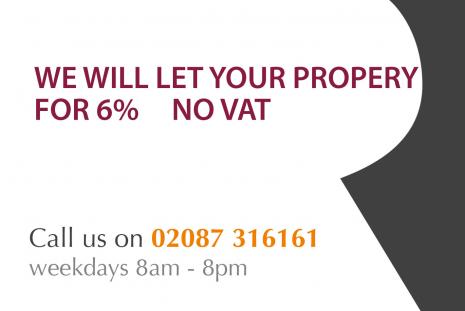 WE WILL LET YOUR PROPERY
FOR 6% NO VAT
Call us on 02087 316161
weekdays 8am - 8pm